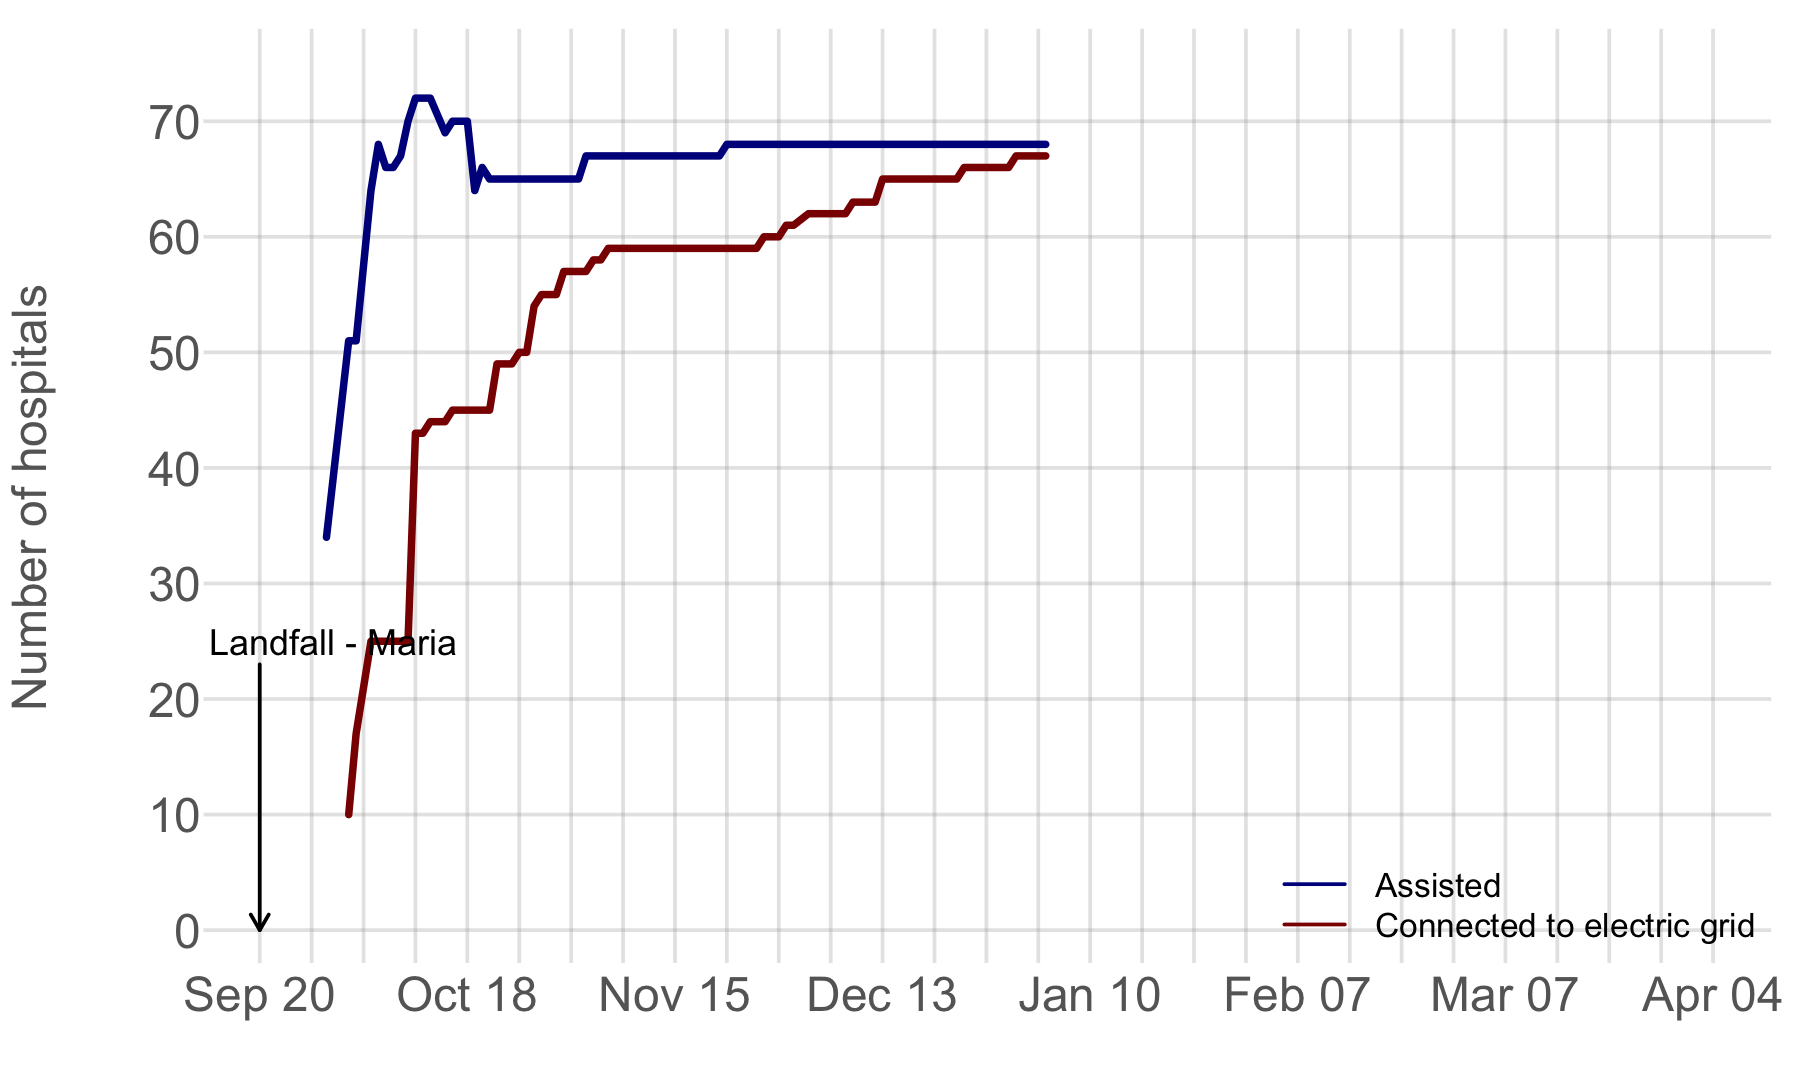 Number of hospitals
70
60
50
40
30
20
10
0
Landfall - Maria
Assisted
Connected to electric grid
Sep 20 Oct 18 Nov 15 Dec 13 Jan 10 Feb 07 Mar 07 Apr 04